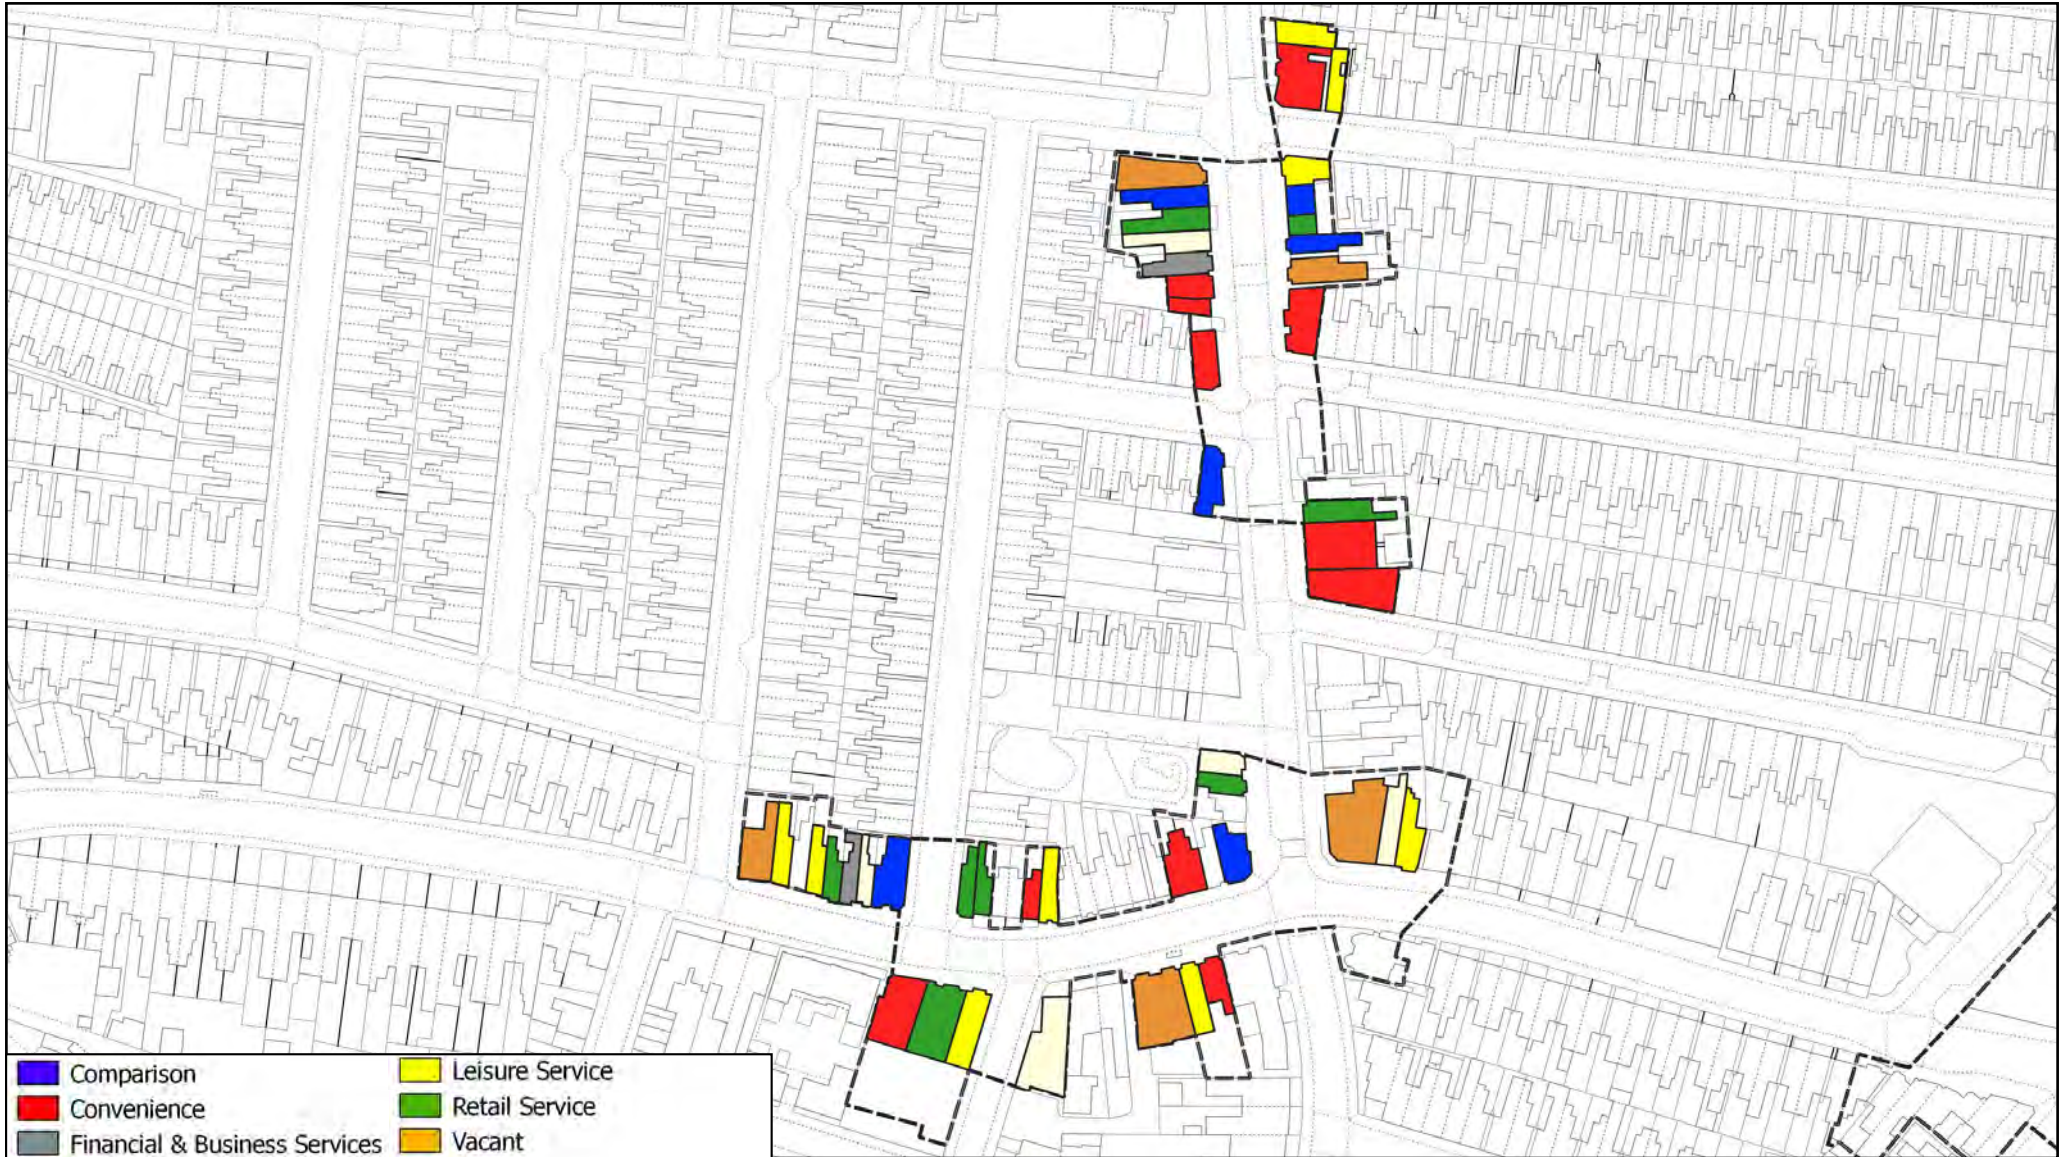 Comparison
Convenience
Financial & Business Services
Leisure Service
Retail Service
Vacant